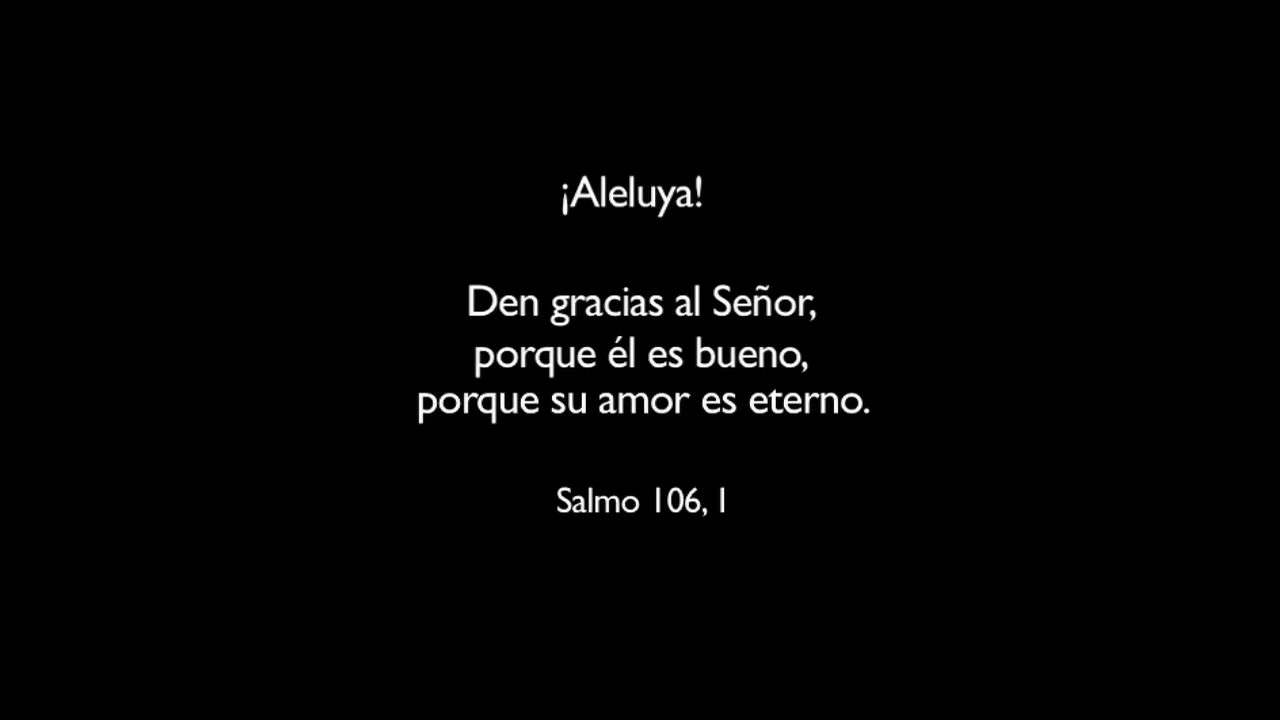 ¡Aleluya!
Den gracias al Señor,
porque él es bueno,
porque su amor es eterno.
Salmo 106, 1